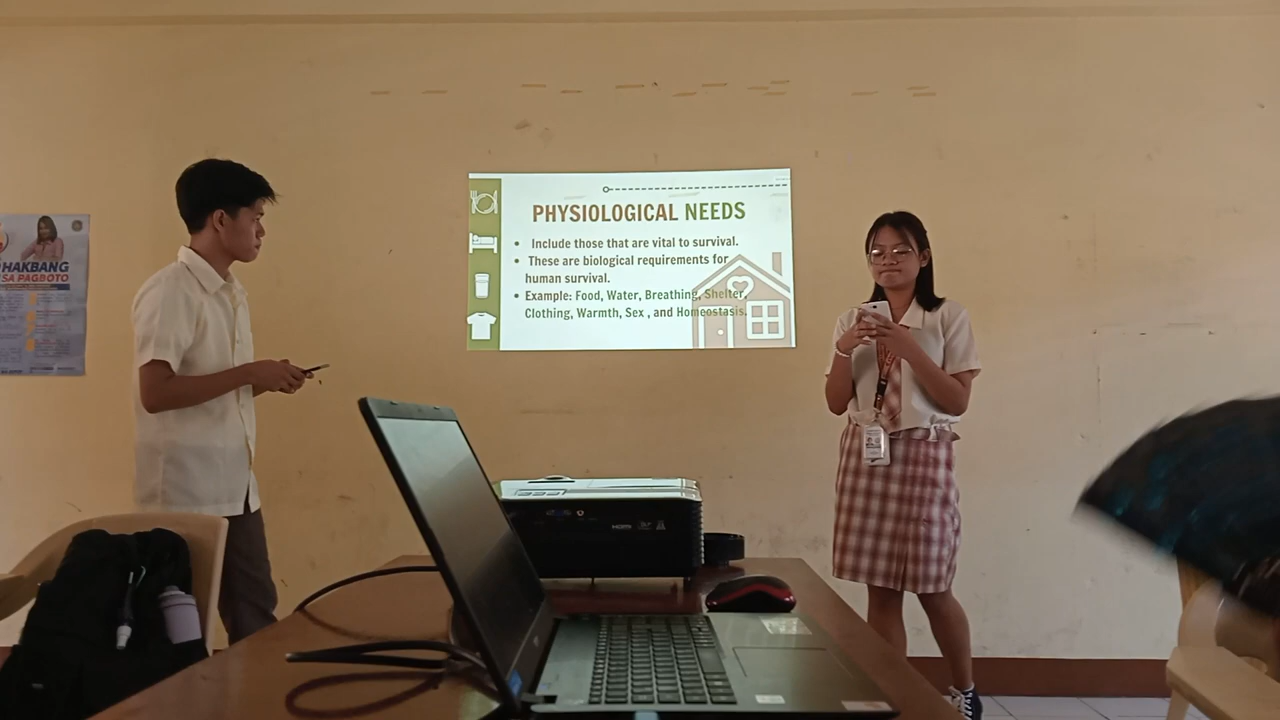 HAKBANG
SA PAGBOTO
PHYSIOLOGICAL NEEDS
• Include those that are vital to survival.
• These are biological requirements for
human survival.
• Example: Food, Water, Breathing, Shelter,
Clothing, Warmth, Sex , and Homeostasis.
HDMI